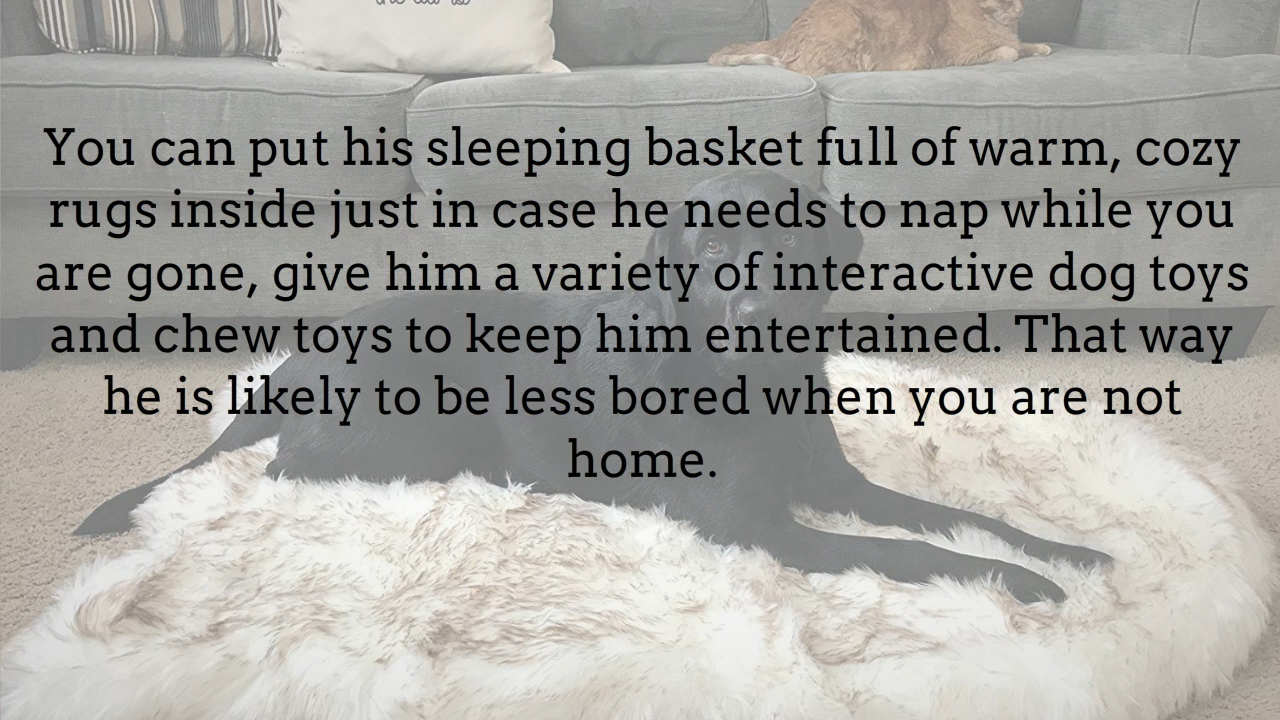 You can put his sleeping basket full of warm, cozy
rugs inside just in case he needs to nap while you
are gone, give him a variety of interactive dog toys
and chew toys to keep him entertained. That way
he is likely to be less bored when you are not
home.